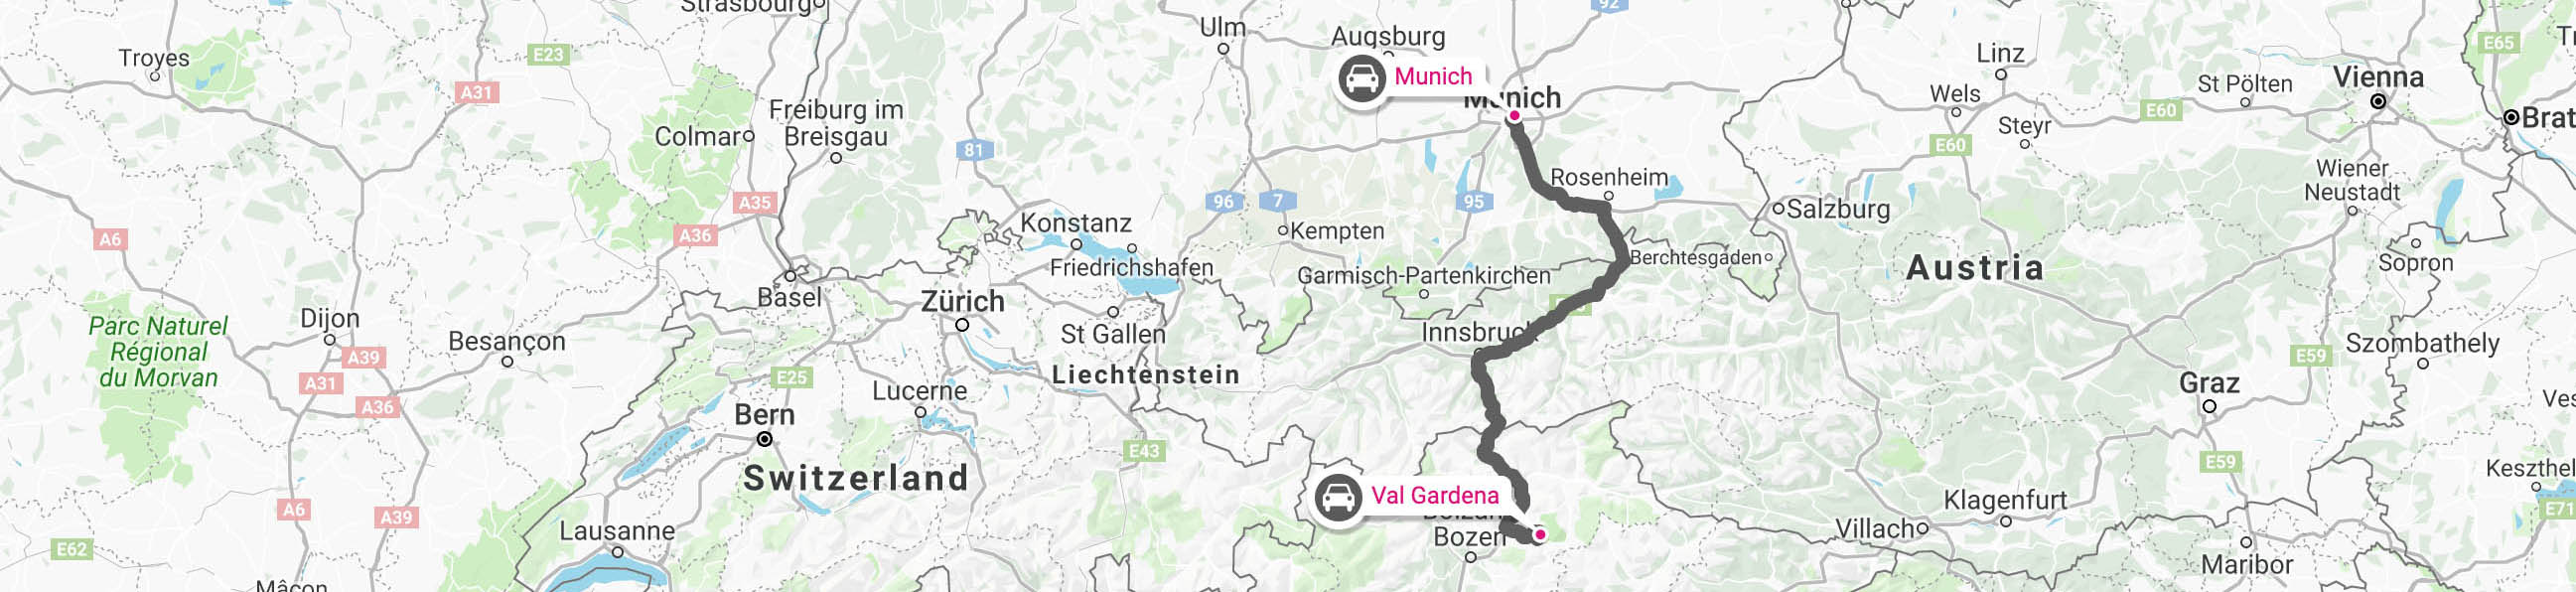 Strasbourg
92
Ulm
Augsburg
Munich
Munich
Linz
Wels
St Pölten
Vienna
E65
Troyes
E23
A31
Freiburg im
Breisgau
Colmar
81
E60
Steyr
E60
Brat
Wiener
Neustadt
Rosenheim
A35
96
7
95
Salzburg
A6
A36
Konstanz
Kempten
Friedrichshafen
Garmisch-Partenkirchen
Berchtesgaden
Austria
Sopron
Basel
Zürich
St Gallen
Innsbruck
Parc Naturel
Régional
du Morvan
Dijon
Besançon
A39
A31
A36
E25
Lucerne
Liechtenstein
E59
Szombathely
Graz
Bern
Switzerland
E43
E59
Keszthel
E71
Val Gardena
Bozen
Klagenfurt
Villach
Maribor
A6
A39
E62
Lausanne
Mâcon